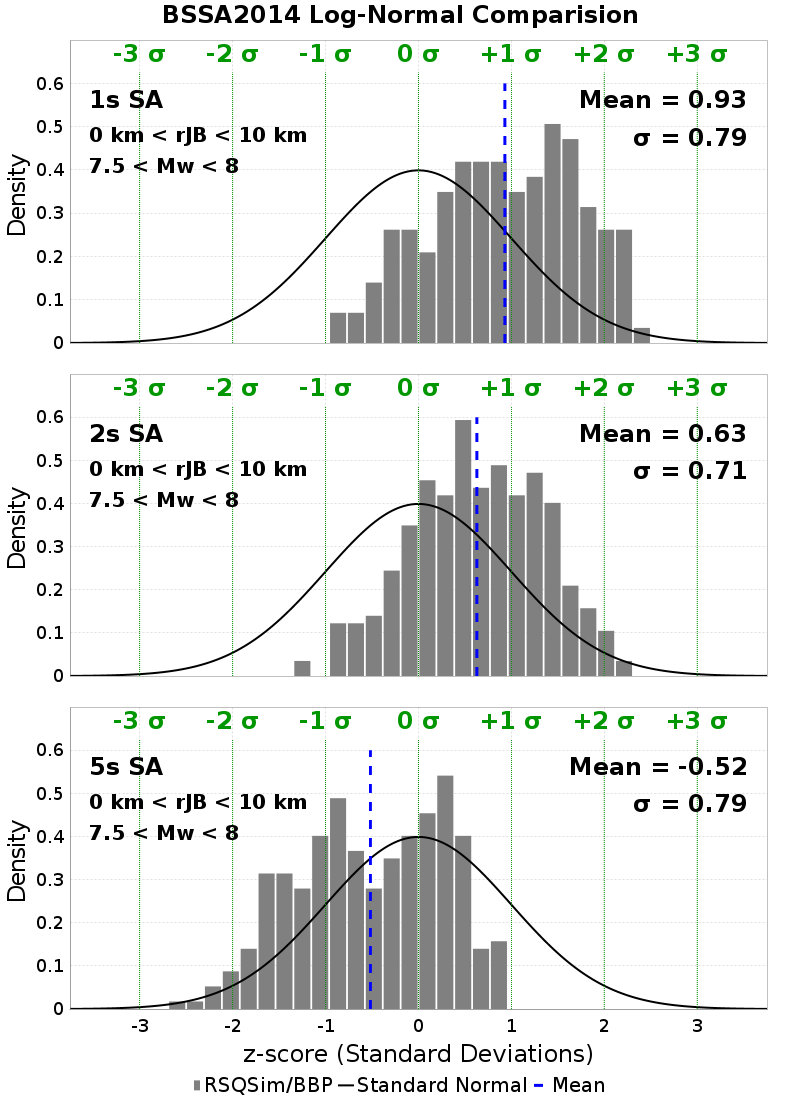 BSSA2014 Log-Normal Comparision
-3 σ -2 σ -1 σ 0 σ +1 σ +2 σ +3 σ
1s SA
0 km < rJB < 10 km
7.5 < Mw < 8
Mean = 0.93
σ = 0.79
Density
0.6
0.5
0.4
0.3
0.2
0.1
0
-3 σ -2 σ -1 σ 0 σ +1 σ +2 σ +3 σ
2s SA
0 km < rJB < 10 km
7.5 < Mw < 8
Mean = 0.63
σ = 0.71
Density
0.6
0.5
0.4
0.3
0.2
0.1
0
-3 σ -2 σ -1 σ 0 σ +1 σ +2 σ +3 σ
5s SA
0 km < rJB < 10 km
7.5 < Mw < 8
Mean = -0.52
σ = 0.79
Density
0.6
0.5
0.4
0.3
0.2
0.1
0
-3 -2 -1 0 1 2 3
z-score (Standard Deviations)
RSQSim/BBP Standard Normal Mean